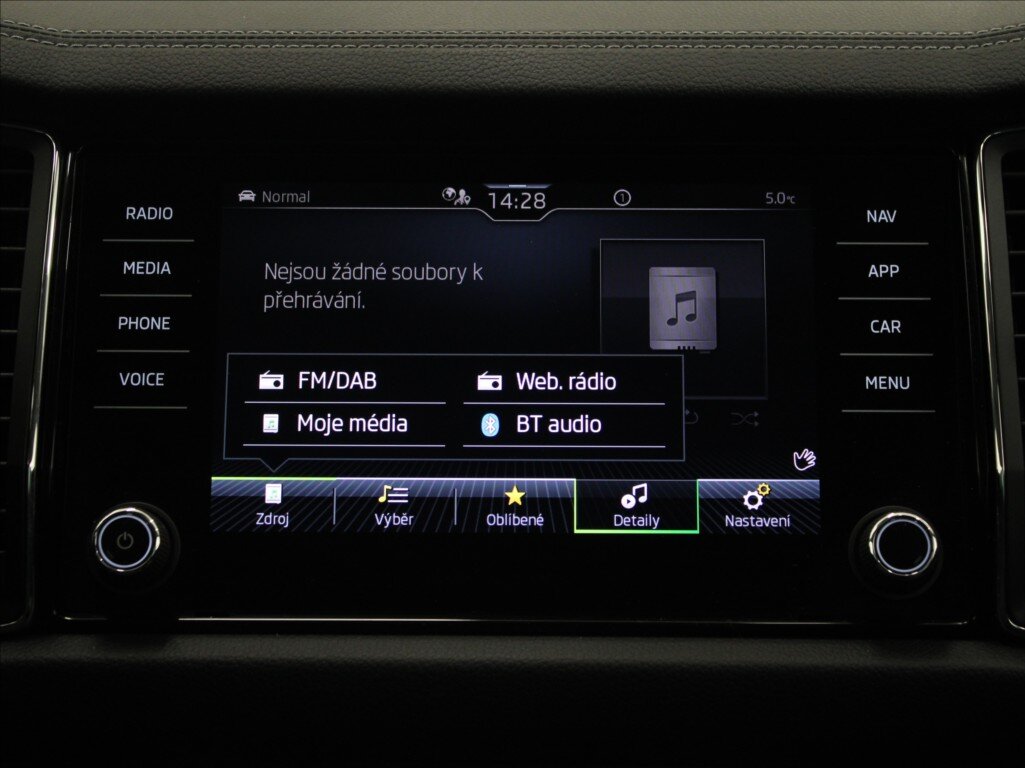 Normal
14:28
1
5.0°C
RADIO
MEDIA
PHONE
VOICE
NAV
APP
CAR
MENU
Nejsou žádné soubory k
přehrávání.
FM/DAB
Web. rádio
Moje média
BT audio
Zdroj
Výběr
Oblíbené
Detaily
Nastavení